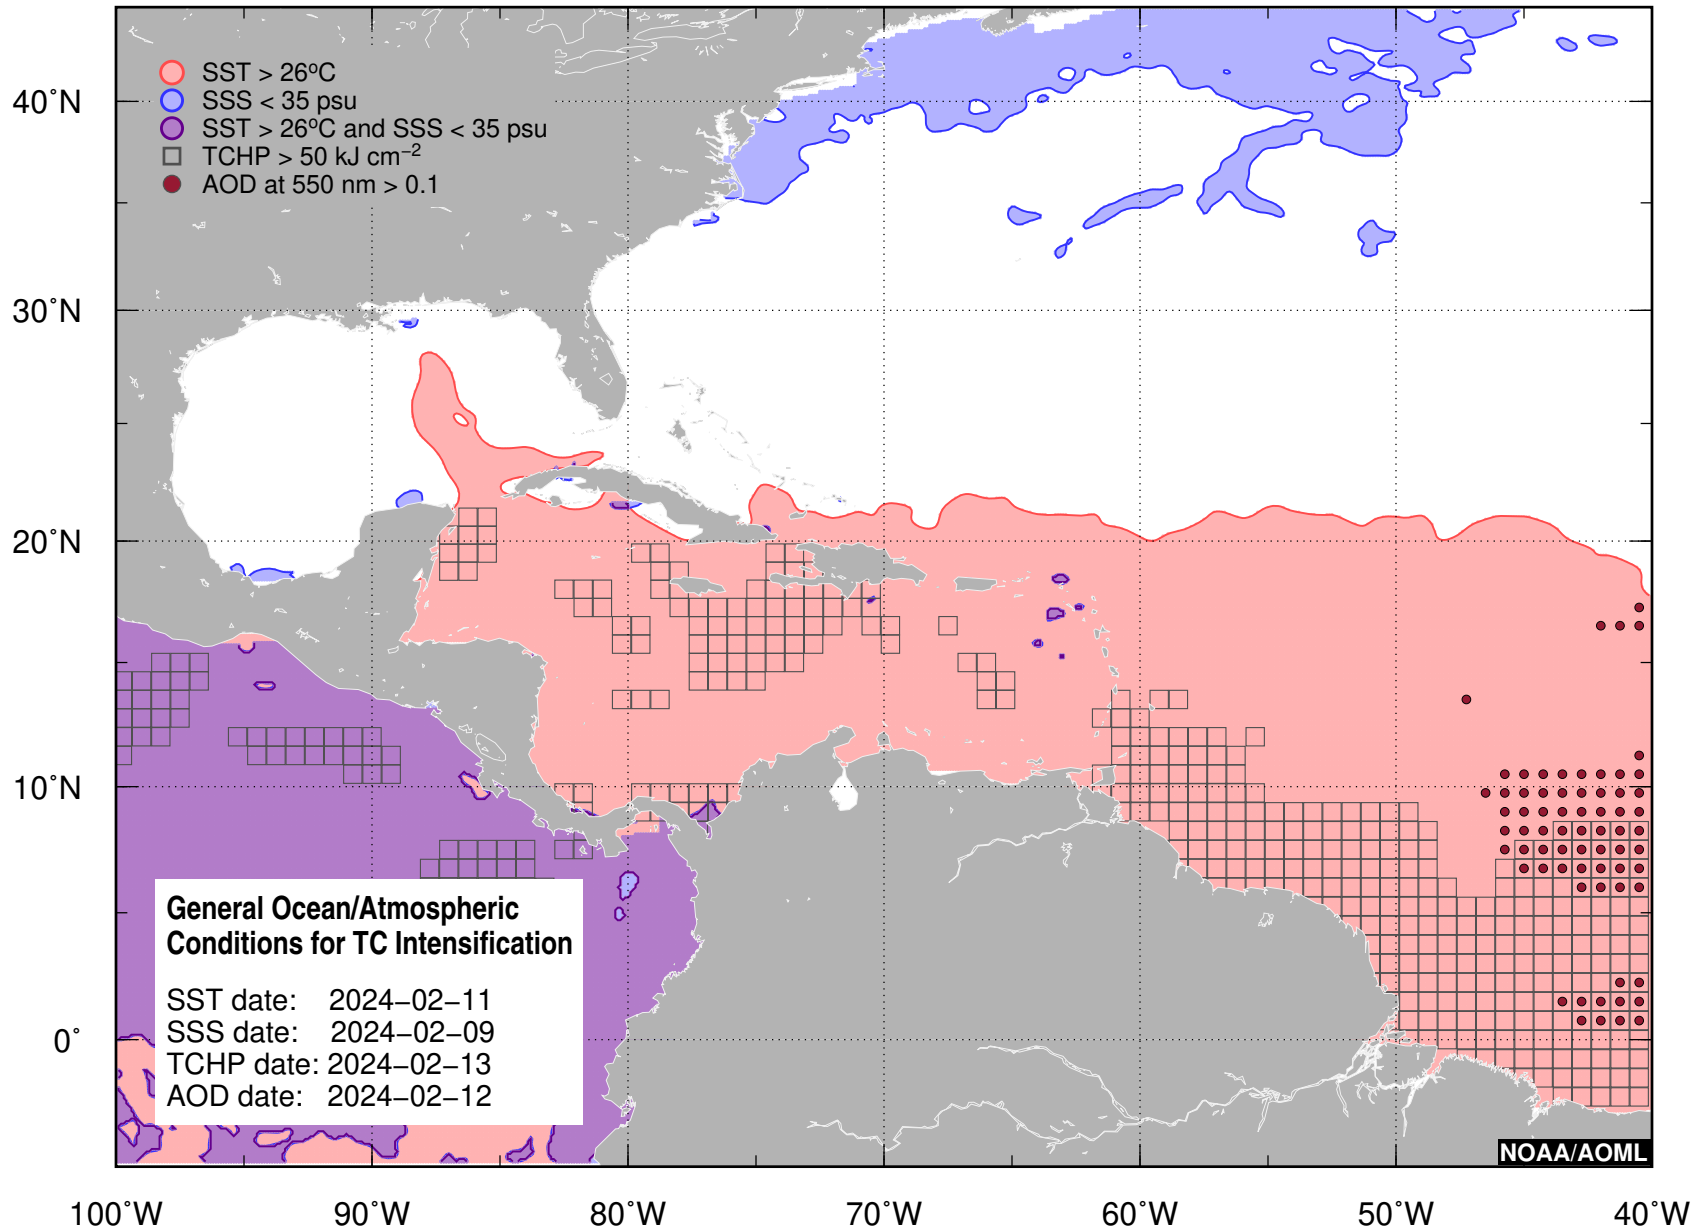 40°N
30°N
20°N
10°N
0°
SST > 26°C
SSS < 35 psu
SST > 26°C and SSS < 35 psu
TCHP > 50 kJ cm⁻²
AOD at 550 nm > 0.1
General Ocean/Atmospheric
Conditions for TC Intensification
SST date: 2024−02−11
SSS date: 2024−02−09
TCHP date: 2024−02−13
AOD date: 2024−02−12
NOAA/AOML
100°W 90°W 80°W 70°W 60°W 50°W 40°W